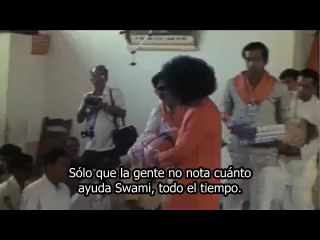 Sólo que la gente no nota cuánto
ayuda Swami, todo el tiempo.